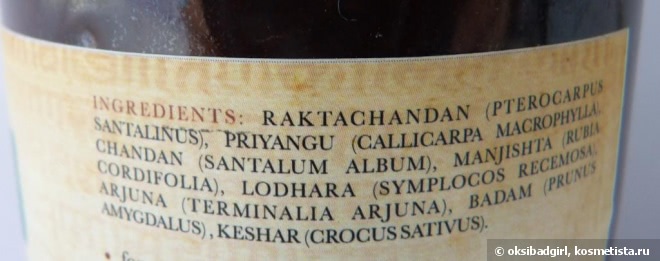 INGREDIENTS: RAKTACHANDAN (PTEROCARPUS
SANTALINUS), PRIYANGU (CALLICARPA MACROPHYLLA),
CHANDAN (SANTALUM ALBUM), MANJISHTA (RUBIA
CORDIFOLIA), LODHARA (SYMPLOCOS RECEMOSA),
ARJUNA (TERMINALIA ARJUNA), BADAM (PRUNUS
AMYGDALUS), KESHAR (CROCUS SATIVUS).
© oksibadgirl, kosmetista.ru